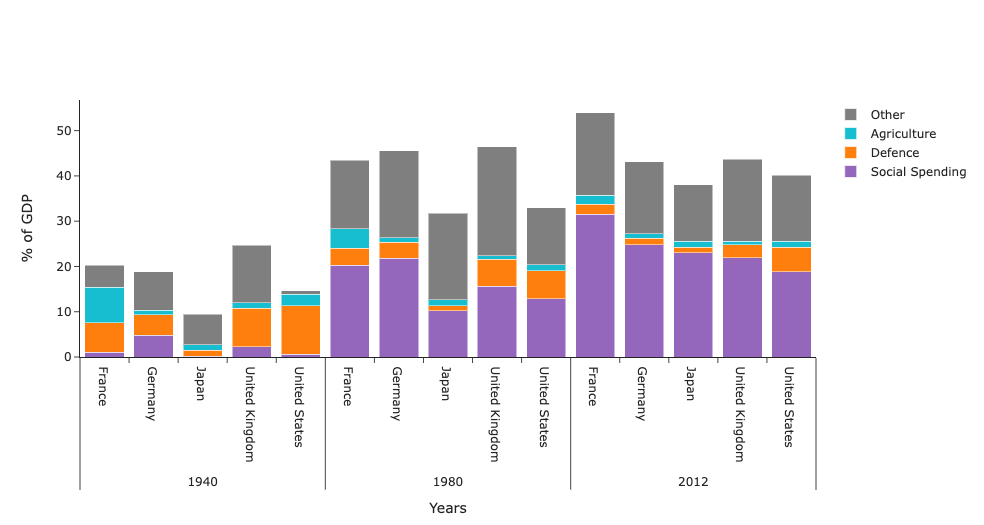 50
40
30
20
10
0
% of GDP
Other
Agriculture
Defence
Social Spending
France
Germany
Japan
United Kingdom
United States
France
Germany
Japan
United Kingdom
United States
France
Germany
Japan
United Kingdom
United States
1940
1980
2012
Years